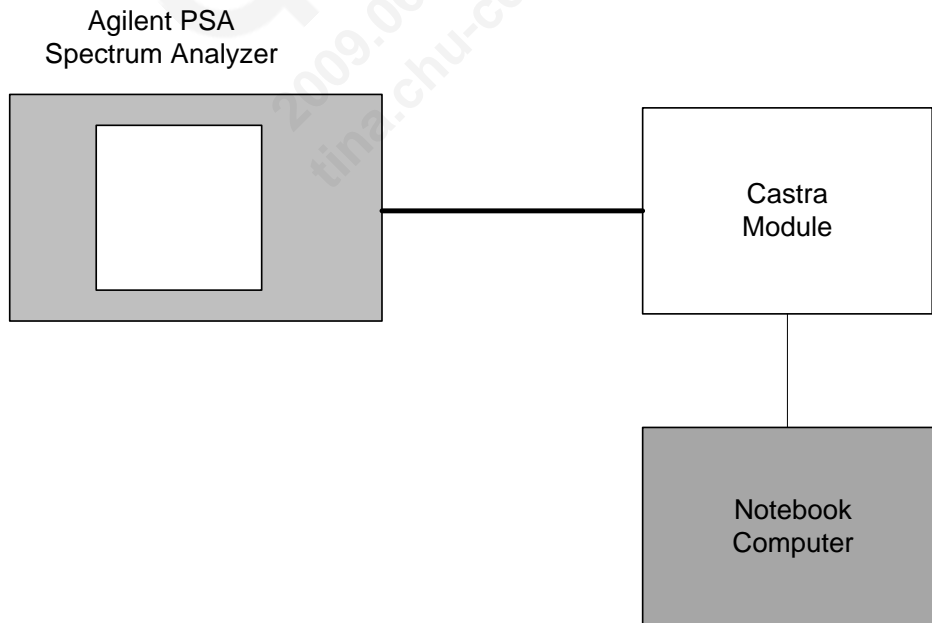 Agilent PSA
Spectrum Analyzer
Castra
Module
Notebook
Computer